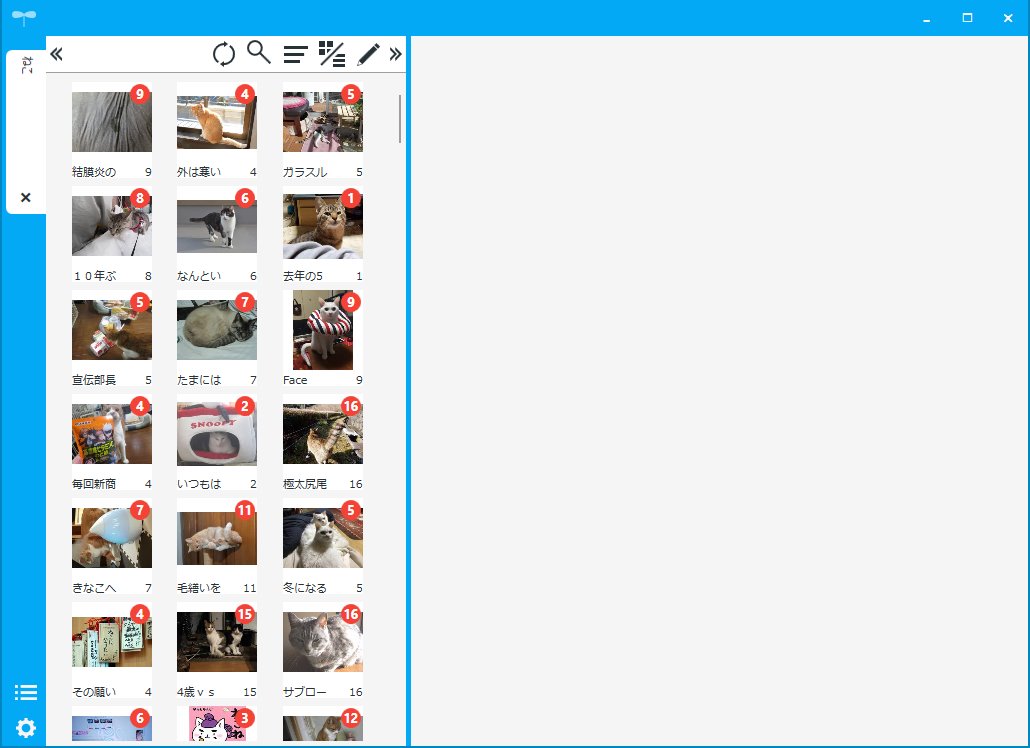 ねこ
9 4 5
結膜炎の 9 外は寒い 4 ガラスル 5
8 6 1
１０年ぶ 8 なんとい 6 去年の5 1
5 7 9
宣伝部長 5 たまには 7 Face 9
4 2 16
SNOOPY
毎回新商 4 いつもは 2 極太尻尾 16
7 11 5
きなこへ 7 毛繕いを 11 冬になる 5
4 15 16
その願い 4 4歳ｖｓ 15 サブロー 16
6 3 12